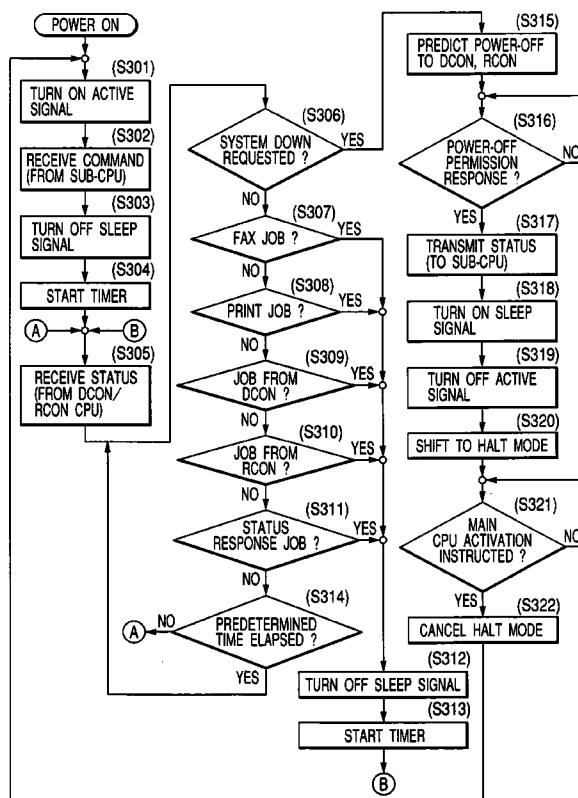 POWER ON
(S301)
TURN ON ACTIVE
SIGNAL
(S302)
RECEIVE COMMAND
(FROM SUB-CPU)
(S303)
TURN OFF SLEEP
SIGNAL
(S304)
START TIMER
A
B
(S305)
RECEIVE STATUS
(FROM DCON/
RCON CPU)
(S306)
SYSTEM DOWN
REQUESTED ?
YES
NO
(S307)
FAX JOB ?
YES
NO
(S308)
PRINT JOB ?
YES
NO
(S309)
JOB FROM
DCON ?
YES
NO
(S310)
JOB FROM
RCON ?
YES
NO
(S311)
STATUS
RESPONSE JOB ?
YES
NO
(S314)
PREDETERMINED
TIME ELAPSED ?
NO
A
YES
(S312)
TURN OFF SLEEP SIGNAL
(S313)
START TIMER
B
(S315)
PREDICT POWER-OFF
TO DCON, RCON
(S316)
POWER-OFF
PERMISSION
RESPONSE ?
NO
YES
(S317)
TRANSMIT STATUS
(TO SUB-CPU)
(S318)
TURN ON SLEEP
SIGNAL
(S319)
TURN OFF ACTIVE
SIGNAL
(S320)
SHIFT TO HALT MODE
(S321)
MAIN
CPU ACTIVATION
INSTRUCTED ?
NO
YES
(S322)
CANCEL HALT MODE